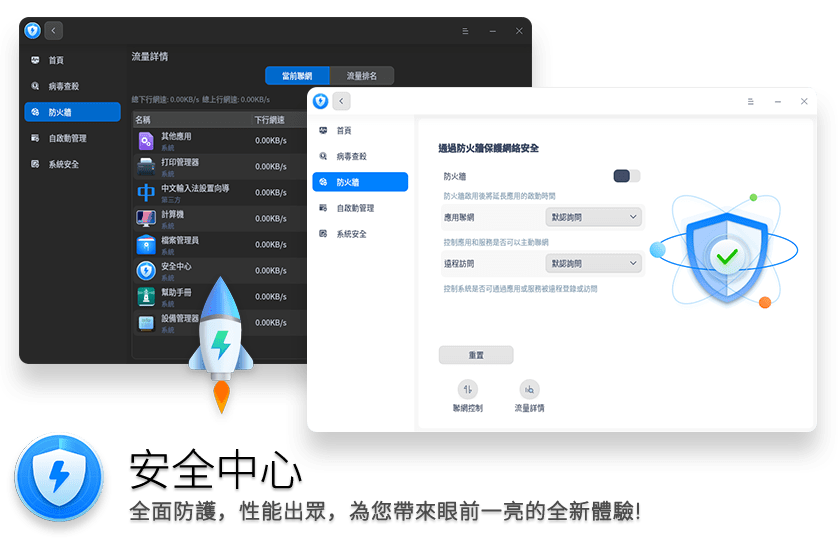 流量詳情
首頁
病毒查殺
防火牆
自啟動管理
系統安全
當前聯網
流量排名
總下行網速: 0.00KB/s 總上行網速: 0.00KB/s
名稱
下行網速
其他應用
系統
0.00KB/s
打印管理器
系統
0.00KB/s
中文輸入法設置向導
第三方
0.00KB/s
計算機
系統
0.00KB/s
檔案管理員
系統
0.00KB/s
安全中心
系統
0.00KB/s
幫助手冊
系統
0.00KB/s
設備管理器
系統
0.00KB/s
首頁
病毒查殺
防火牆
自啟動管理
系統安全
通過防火牆保護網絡安全
防火牆
防火牆啟用後將延長應用的啟動時間
應用聯網
默認詢問
控制應用和服務是否可以主動聯網
遠程訪問
默認詢問
控制系統是否可通過應用或服務被遠程登錄或訪問
重置
聯網控制
流量詳情
安全中心
全面防護，性能出眾，為您帶來眼前一亮的全新體驗!